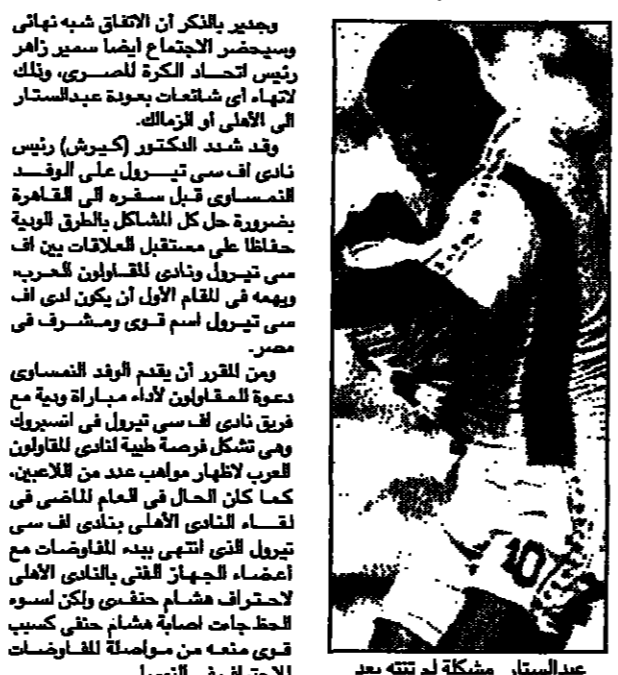 وجدير بالذكر أن الاتفاق شبه نهائى
وسيحضر الاجتماع أيضا سمير زاهر
رئيس اتحاد الكرة المصرى، وذلك
لانهاء أى شائعات بعودة عبدالستار
الى الأهلى أو الزمالك.
وقد شدد الدكتور (كيرش) رئيس
نادى اف سى تيرول على الوفد
النمساوى قبل سفره الى القاهرة
بضرورة حل كل المشاكل بالطرق الودية
حفاظا على مستقبل العلاقات بين اف
سى تيرول ونادى المقاولون العرب،
ويهمه فى المقام الأول أن يكون لدى اف
سى تيرول اسم قوى ومشرف فى
مصر.
ومن المقرر أن يقدم الوفد النمساوى
دعوة للمقاولون لأداء مباراة ودية مع
فريق نادى اف سى تيرول فى انسبروك
وهى تشكل فرصة طيبة لنادى المقاولون
العرب لاظهار مواهب عدد من اللاعبين،
كما كان الحال فى العام الماضى فى
لقاء النادى الأهلى بنادى اف سى
تيرول الذى انتهى ببدء المفاوضات مع
أعضاء الجهاز الفنى بالنادى الأهلى
لاحتراف هشام حنفى ولكن لسوء
الحظ جاءت اصابة هشام حنفى كسبب
قوى منعه من مواصلة المفاوضات
10
عبدالستار مشكلة لم تنته بعد